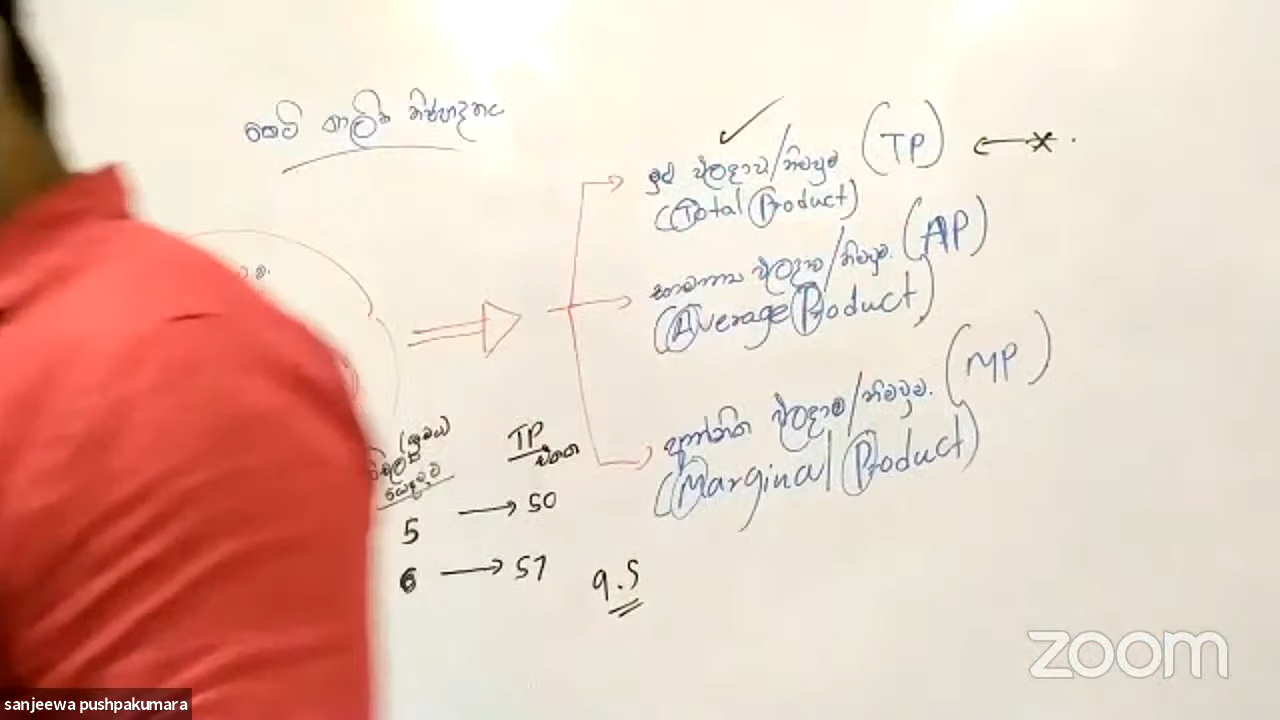 කෙටි කාලීන නිෂ්පාදනය
මුළු ඵලදාව/නිමවුම (TP)
(Total Product)
සාමාන්‍ය ඵලදාව/නිමවුම. (AP)
(Average Product)
ආන්තික ඵලදාව/නිමවුම. (MP)
(Marginal Product)
(ශ්‍රමය)
TP
5 → 50
6 → 57
9.5
zoom
sanjeewa pushpakumara